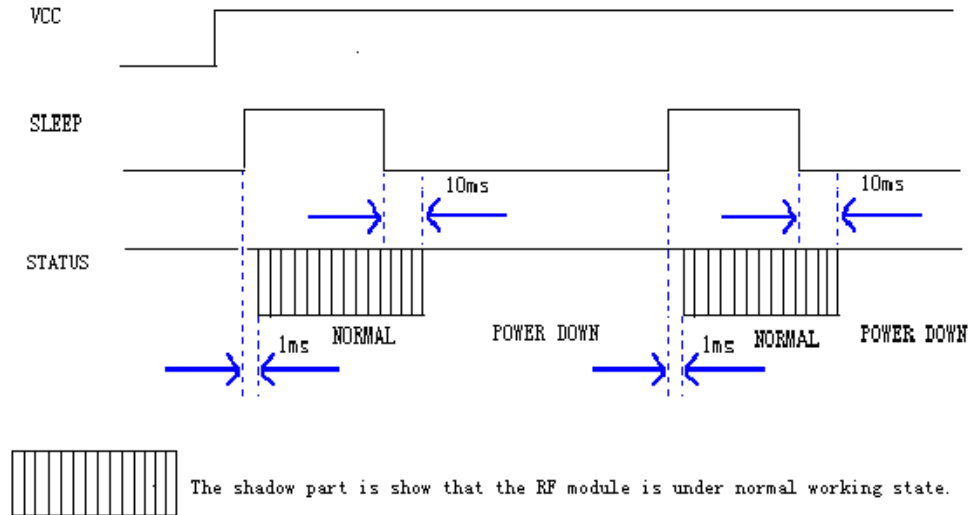 VCC
SLEEP
10ms 10ms
STATUS
NORMAL POWER DOWN NORMAL POWER DOWN
1ms 1ms
The shadow part is show that the RF module is under normal working state.